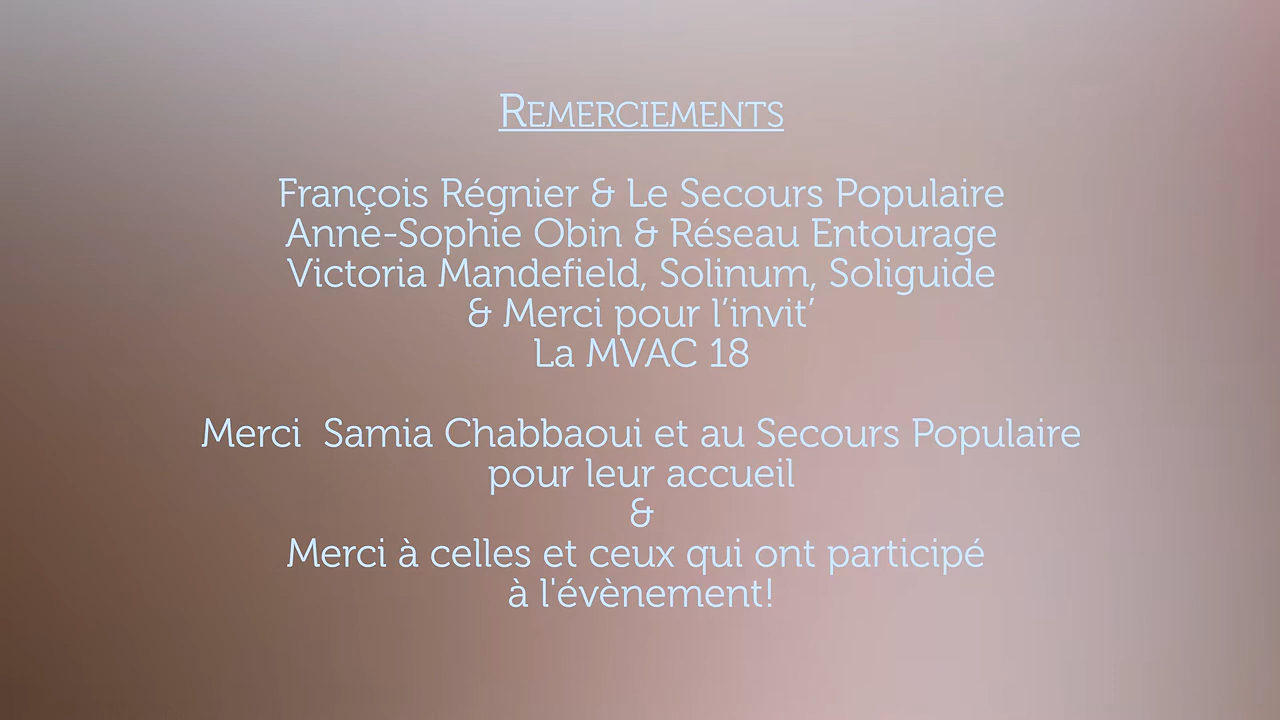 Remerciements
François Régnier & Le Secours Populaire
Anne-Sophie Obin & Réseau Entourage
Victoria Mandefield, Solinum, Soliguide
& Merci pour l’invit’
La MVAC 18
Merci  Samia Chabbaoui et au Secours Populaire
pour leur accueil
&
Merci à celles et ceux qui ont participé
à l'évènement!